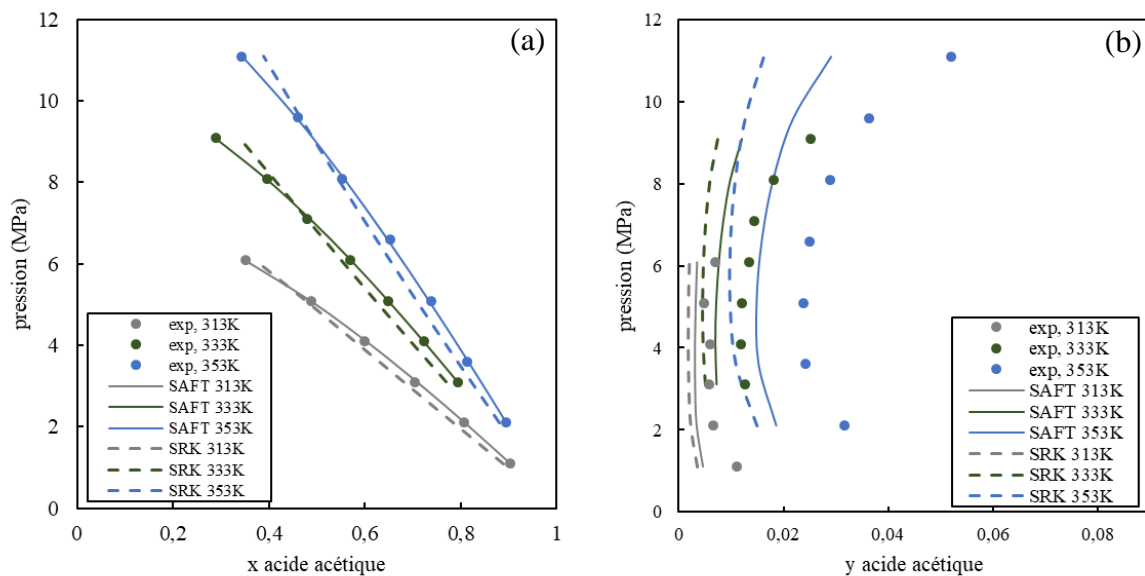 (a)
12
10
8
6
4
2
0
pression (MPa)
exp, 313K
exp, 333K
exp, 353K
SAFT 313K
SAFT 333K
SAFT 353K
SRK 313K
SRK 333K
SRK 353K
0
0,2
0,4
0,6
0,8
1
x acide acétique
(b)
12
10
8
6
4
2
0
pression (MPa)
exp, 313K
exp, 333K
exp, 353K
SAFT 313K
SAFT 333K
SAFT 353K
SRK 313K
SRK 333K
SRK 353K
0
0,02
0,04
0,06
0,08
y acide acétique